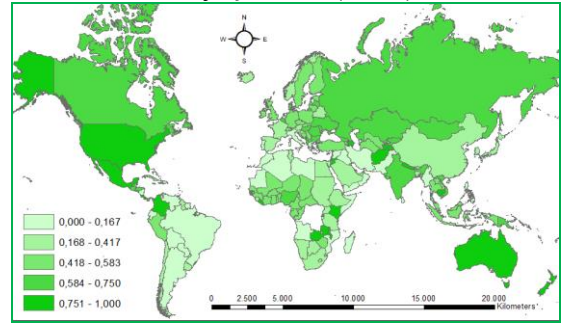 N
W E
S
0,000 - 0,167
0,168 - 0,417
0,418 - 0,583
0,584 - 0,750
0,751 - 1,000
0 2.500 5.000 10 000 15 000 20 000
Kilometers